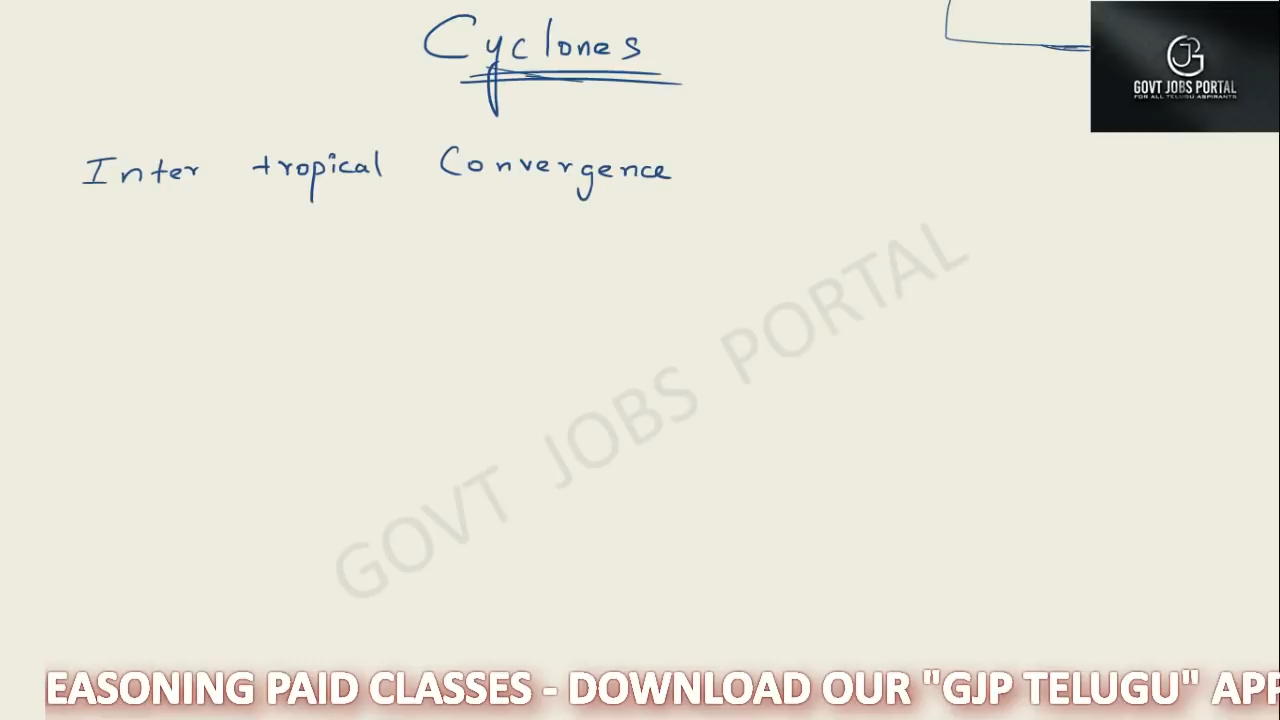 Cyclones
GOVT JOBS PORTAL
FOR ALL TELUGU ASPIRANTS
Inter tropical Convergence
GOVT JOBS PORTAL
EASONING PAID CLASSES - DOWNLOAD OUR "GJP TELUGU" APP